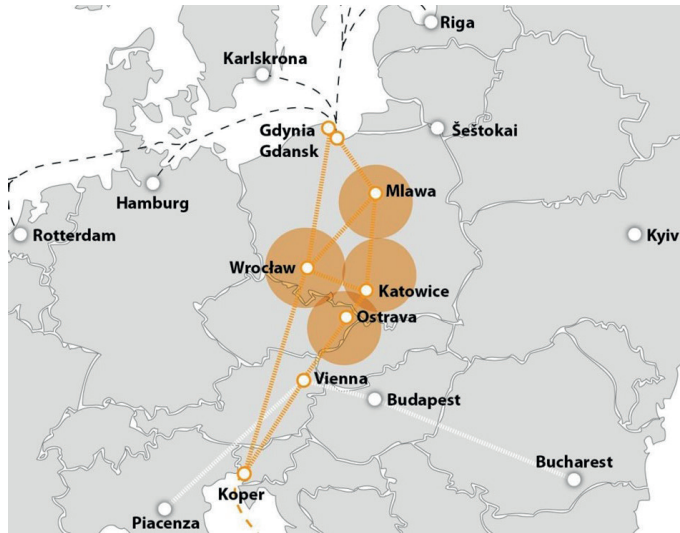 Riga
Karlskrona
Gdynia
Gdansk
Šeštokai
Mlawa
Hamburg
Rotterdam
Kyiv
Wrocław
Katowice
Ostrava
Vienna
Budapest
Bucharest
Koper
Piacenza